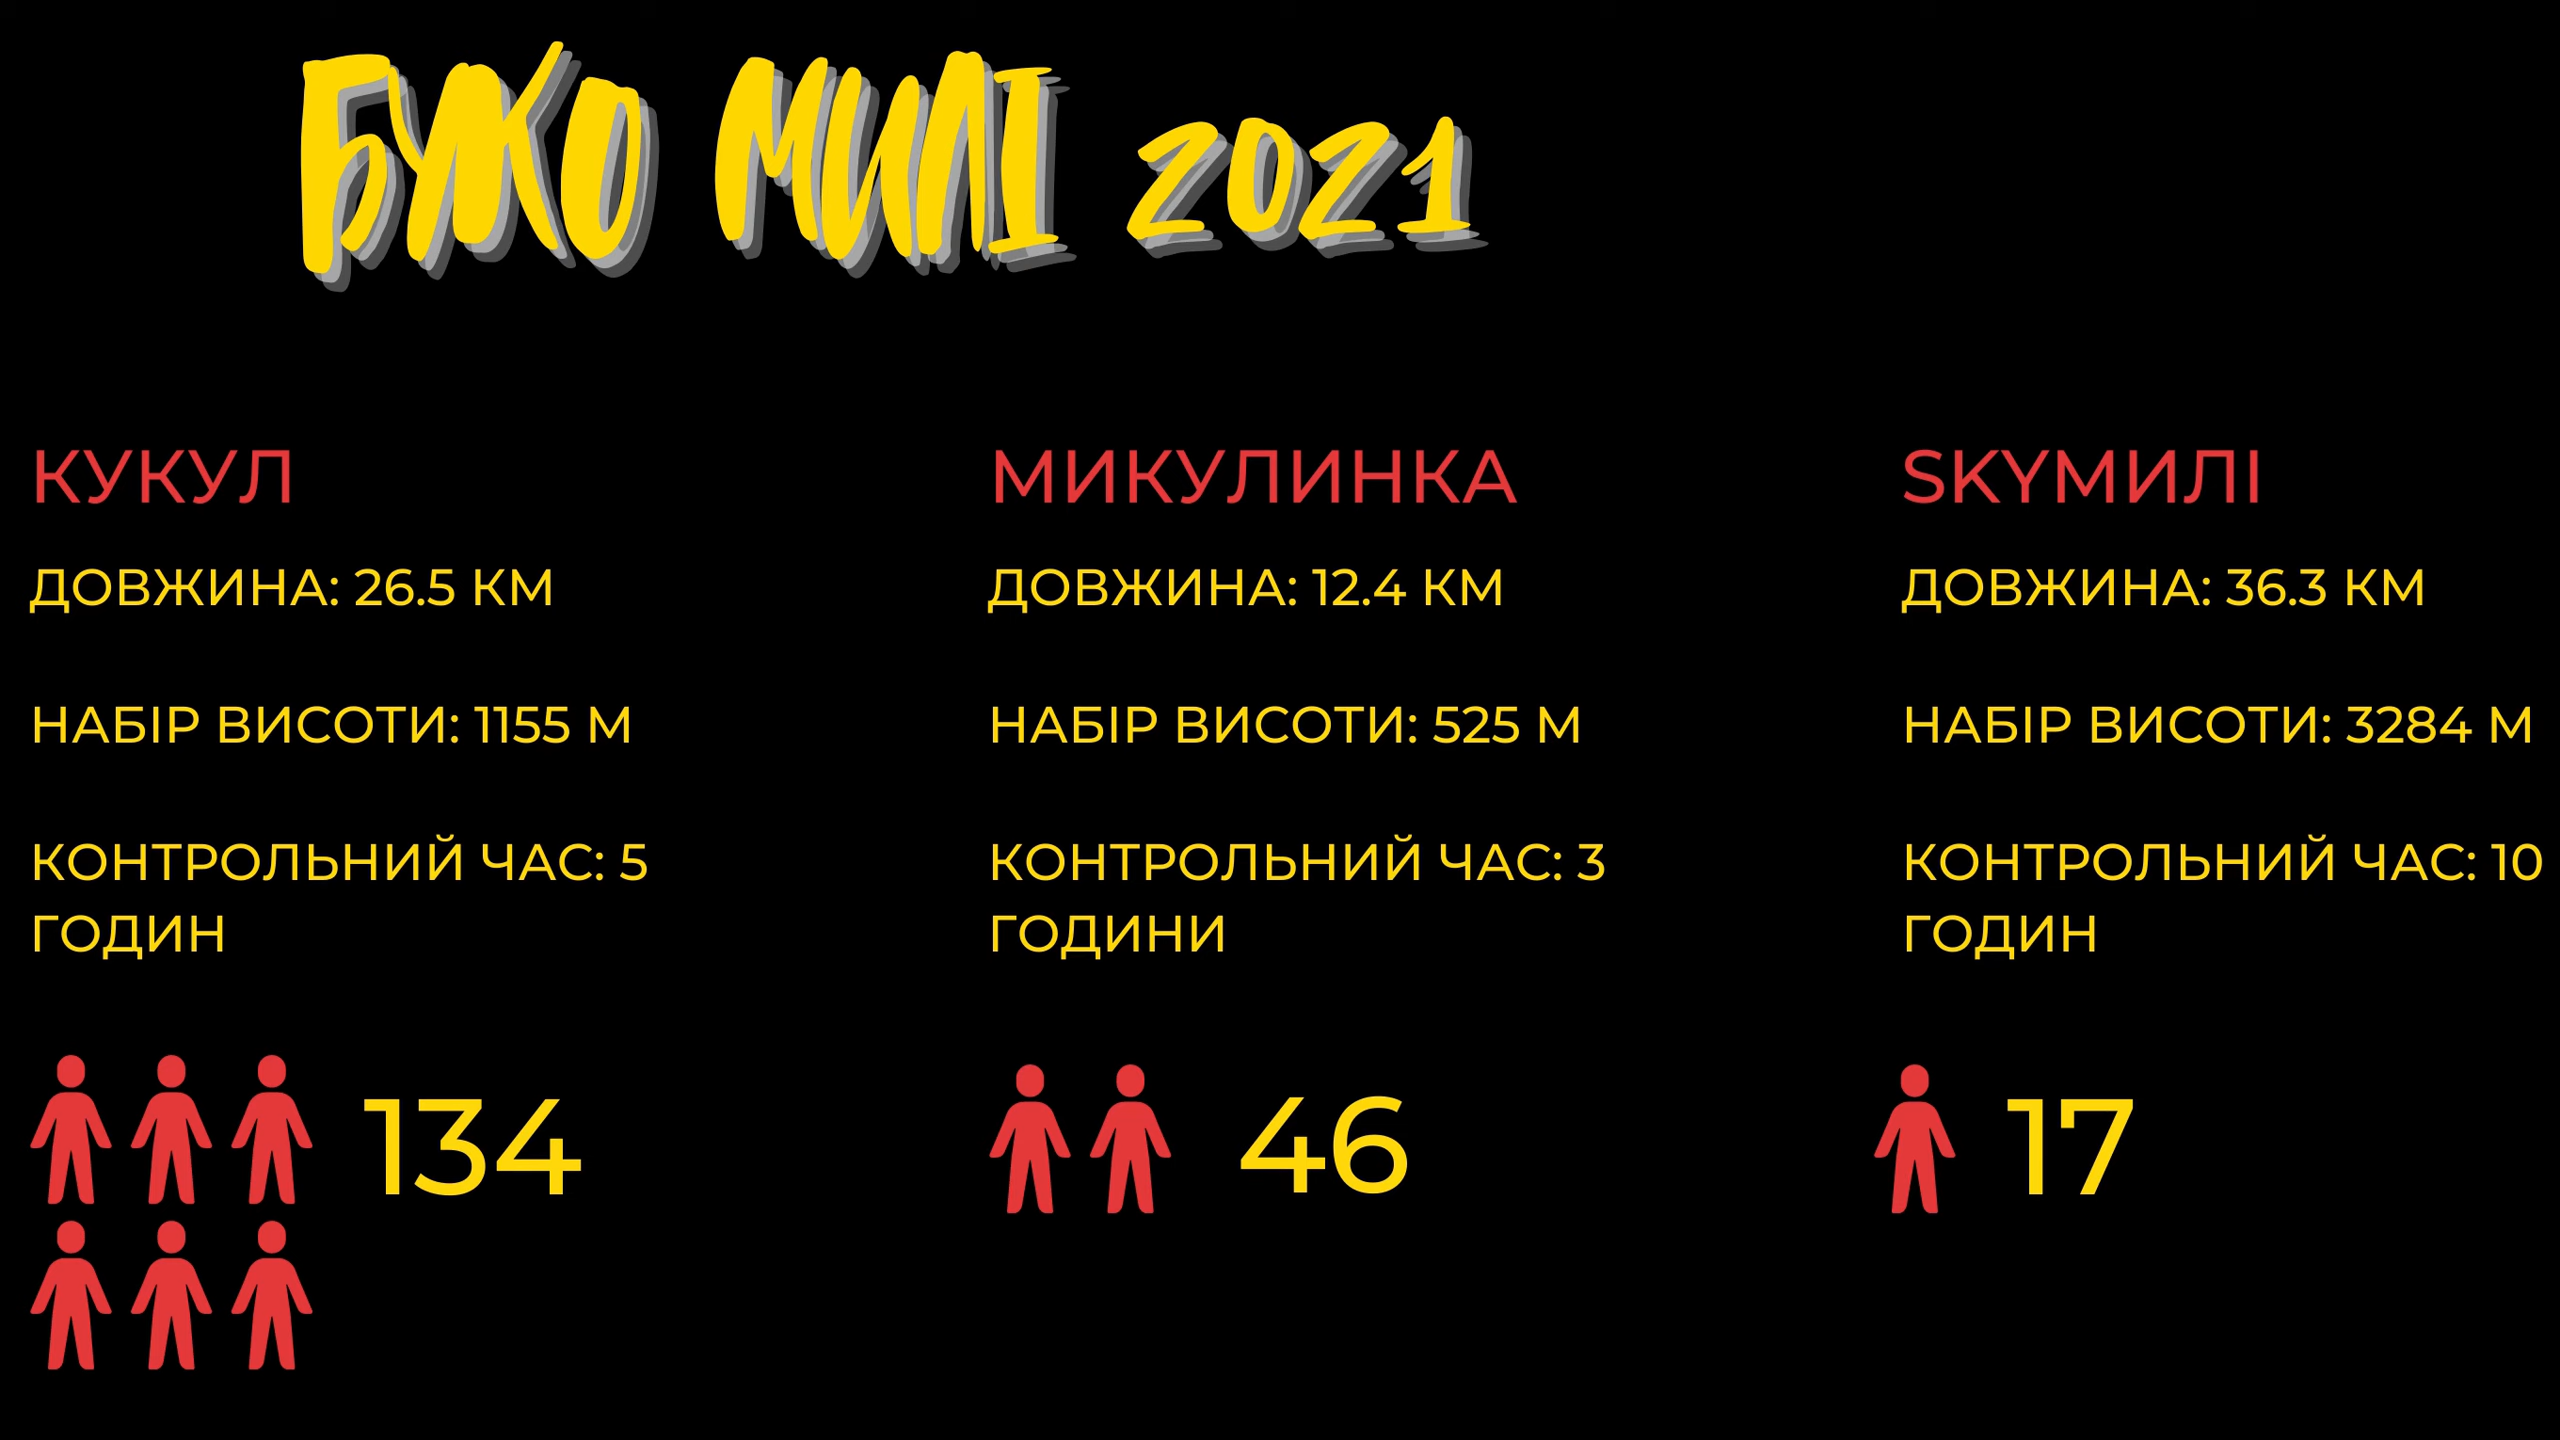 БУКО МИЛІ 2021
КУКУЛ
ДОВЖИНА: 26.5 КМ
НАБІР ВИСОТИ: 1155 М
КОНТРОЛЬНИЙ ЧАС: 5
ГОДИН
134
МИКУЛИНКА
ДОВЖИНА: 12.4 КМ
НАБІР ВИСОТИ: 525 М
КОНТРОЛЬНИЙ ЧАС: 3
ГОДИНИ
46
SKYМИЛІ
ДОВЖИНА: 36.3 КМ
НАБІР ВИСОТИ: 3284 М
КОНТРОЛЬНИЙ ЧАС: 10
ГОДИН
17